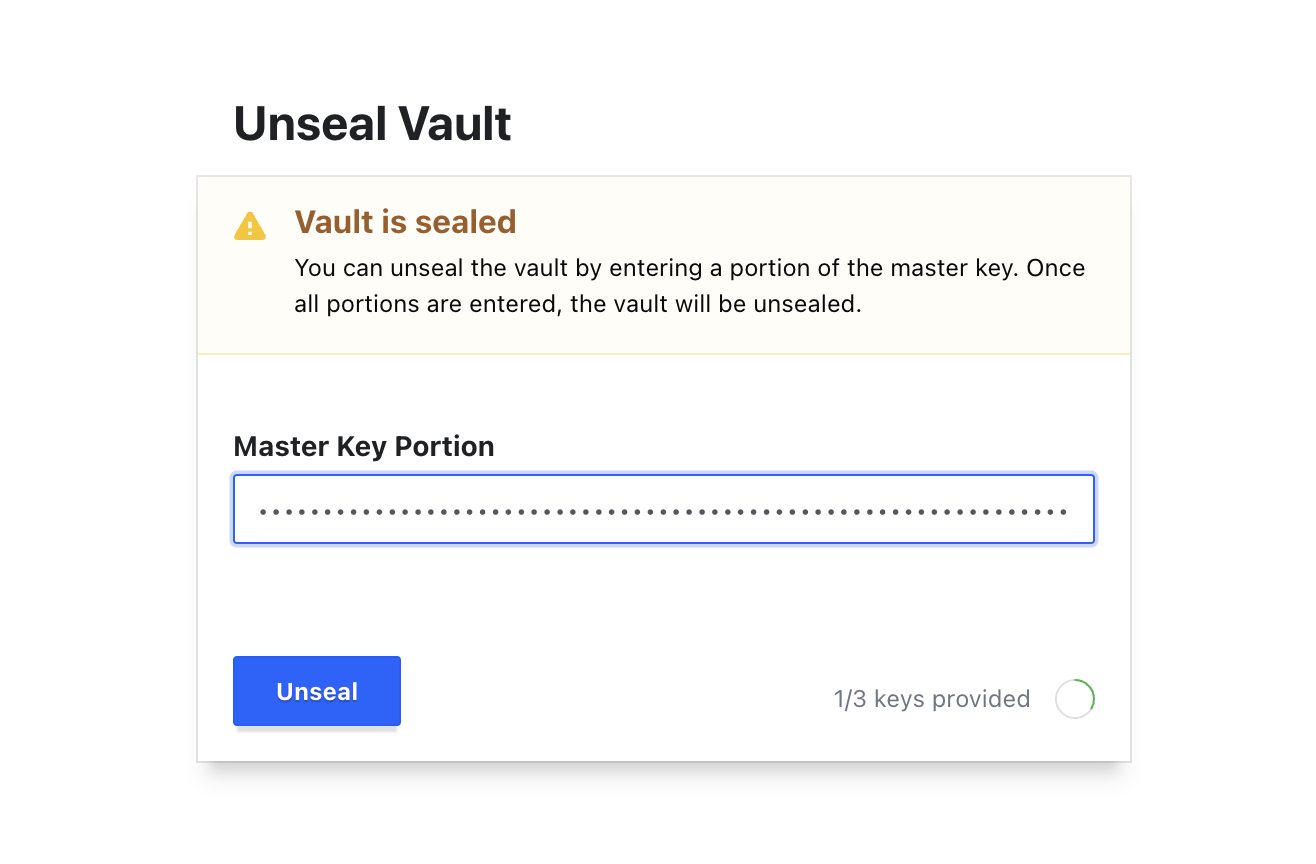 Unseal Vault
Vault is sealed
You can unseal the vault by entering a portion of the master key. Once
all portions are entered, the vault will be unsealed.
Master Key Portion
Unseal
1/3 keys provided